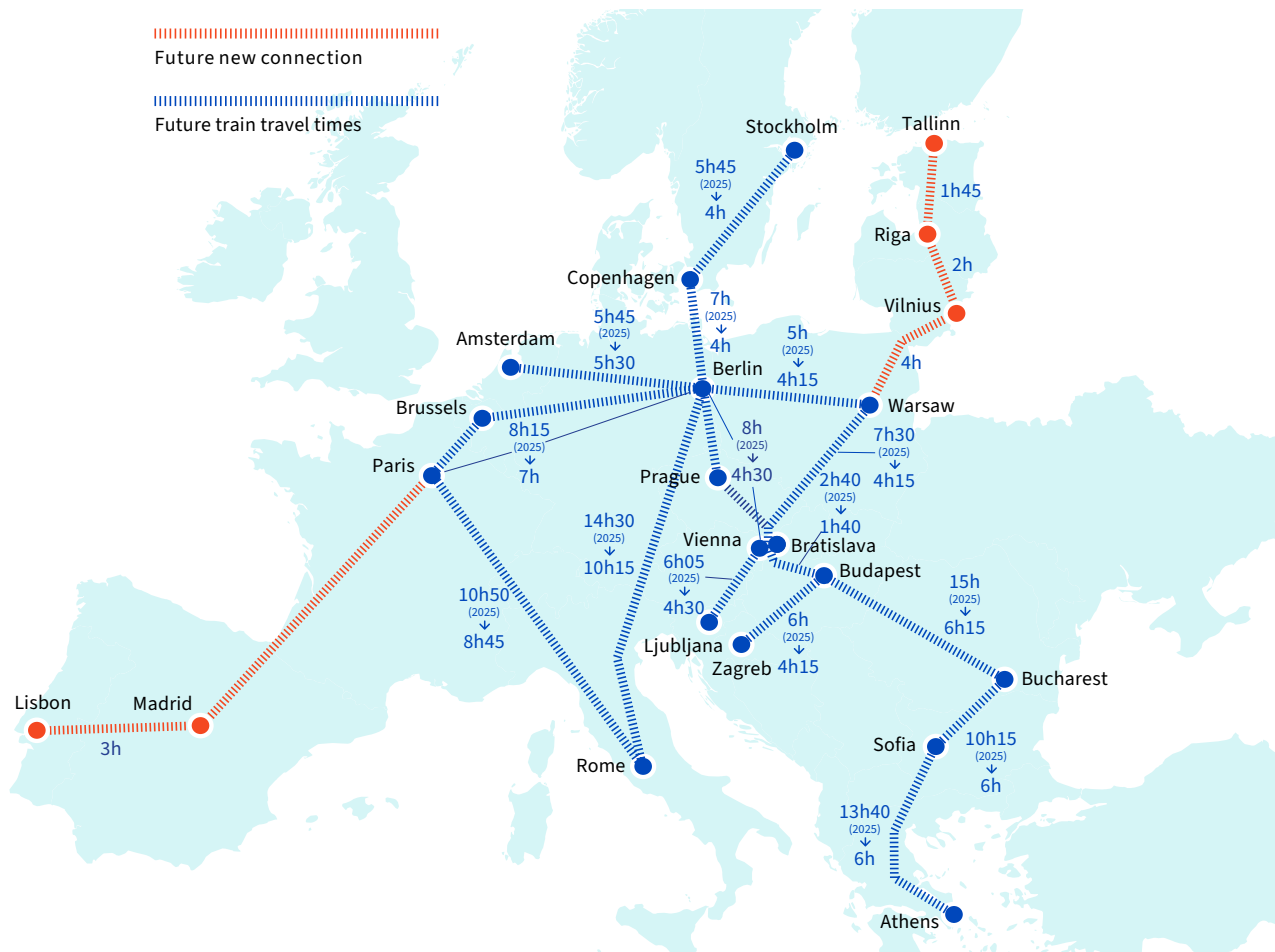 Future new connection
Future train travel times
Stockholm
Tallinn
5h45
(2025)
4h
1h45
Riga
2h
Copenhagen
Vilnius
7h
(2025)
4h
5h45
(2025)
5h30
Amsterdam
5h
(2025)
4h15
4h
Berlin
Brussels
Warsaw
8h15
(2025)
7h
8h
(2025)
4h30
7h30
(2025)
4h15
Paris
Prague
2h40
(2025)
1h40
14h30
(2025)
10h15
Vienna
Bratislava
6h05
(2025)
4h30
Budapest
10h50
(2025)
8h45
15h
(2025)
6h15
6h
(2025)
4h15
Ljubljana
Zagreb
Bucharest
Lisbon
Madrid
3h
Sofia
10h15
(2025)
6h
Rome
13h40
(2025)
6h
Athens